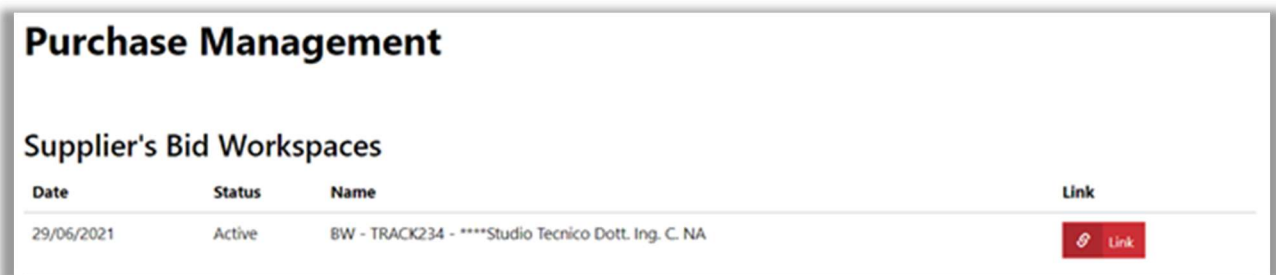 Purchase Management
Supplier's Bid Workspaces
Date Status Name Link
29/06/2021 Active BW - TRACK234 - ****Studio Tecnico Dott. Ing. C. NA Link